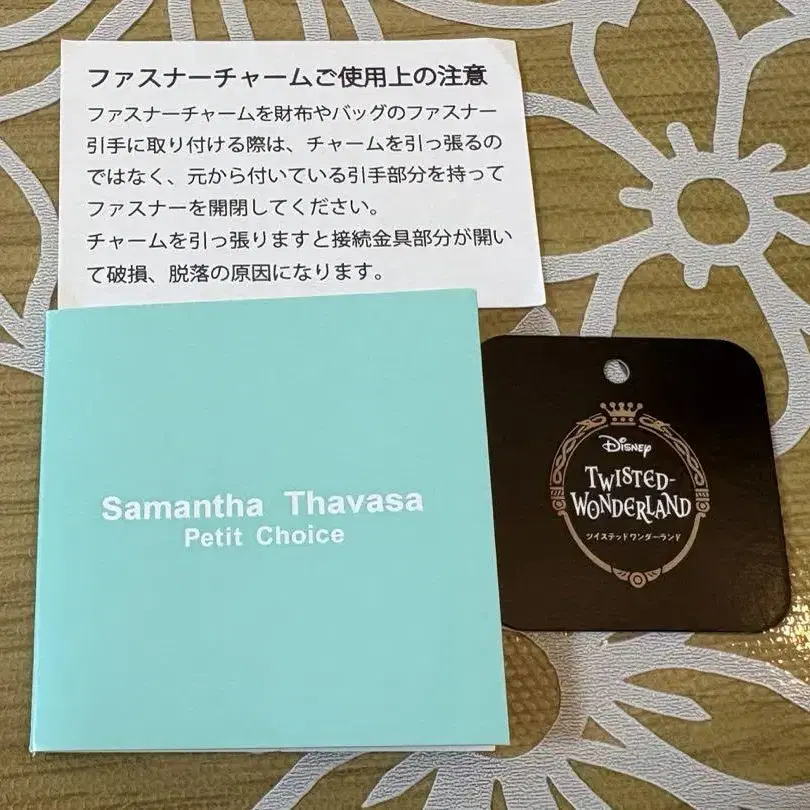 ファスナーチャームご使用上の注意
ファスナーチャームを財布やバッグのファスナー
引手に取り付ける際は、チャームを引っ張るの
ではなく、元から付いている引手部分を持って
ファスナーを開閉してください。
チャームを引っ張りますと接続金具部分が開い
て破損、脱落の原因になります。
Samantha Thavasa
Petit Choice
Disney
TWISTED-
WONDERLAND
ツイステッドワンダーランド